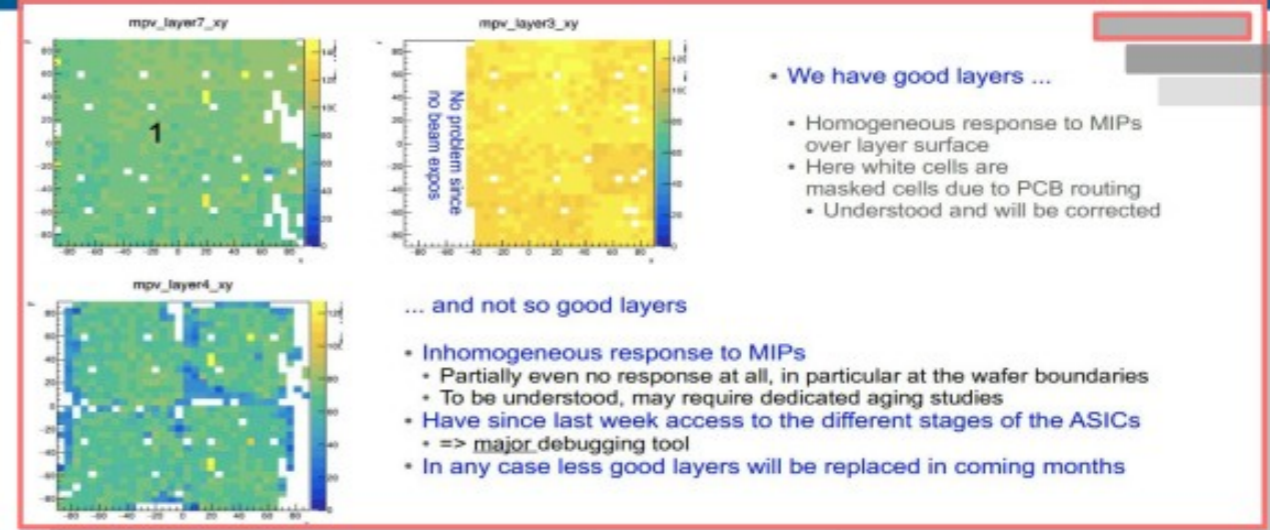 mpv_layer7_xy
mpv_layer3_xy
1
No problem since
no beam expos
• We have good layers ...
• Homogeneous response to MIPs
over layer surface
• Here white cells are
masked cells due to PCB routing
• Understood and will be corrected
mpv_layer4_xy
... and not so good layers
• Inhomogeneous response to MIPs
• Partially even no response at all, in particular at the wafer boundaries
• To be understood, may require dedicated aging studies
• Have since last week access to the different stages of the ASICs
• => major debugging tool
• In any case less good layers will be replaced in coming months